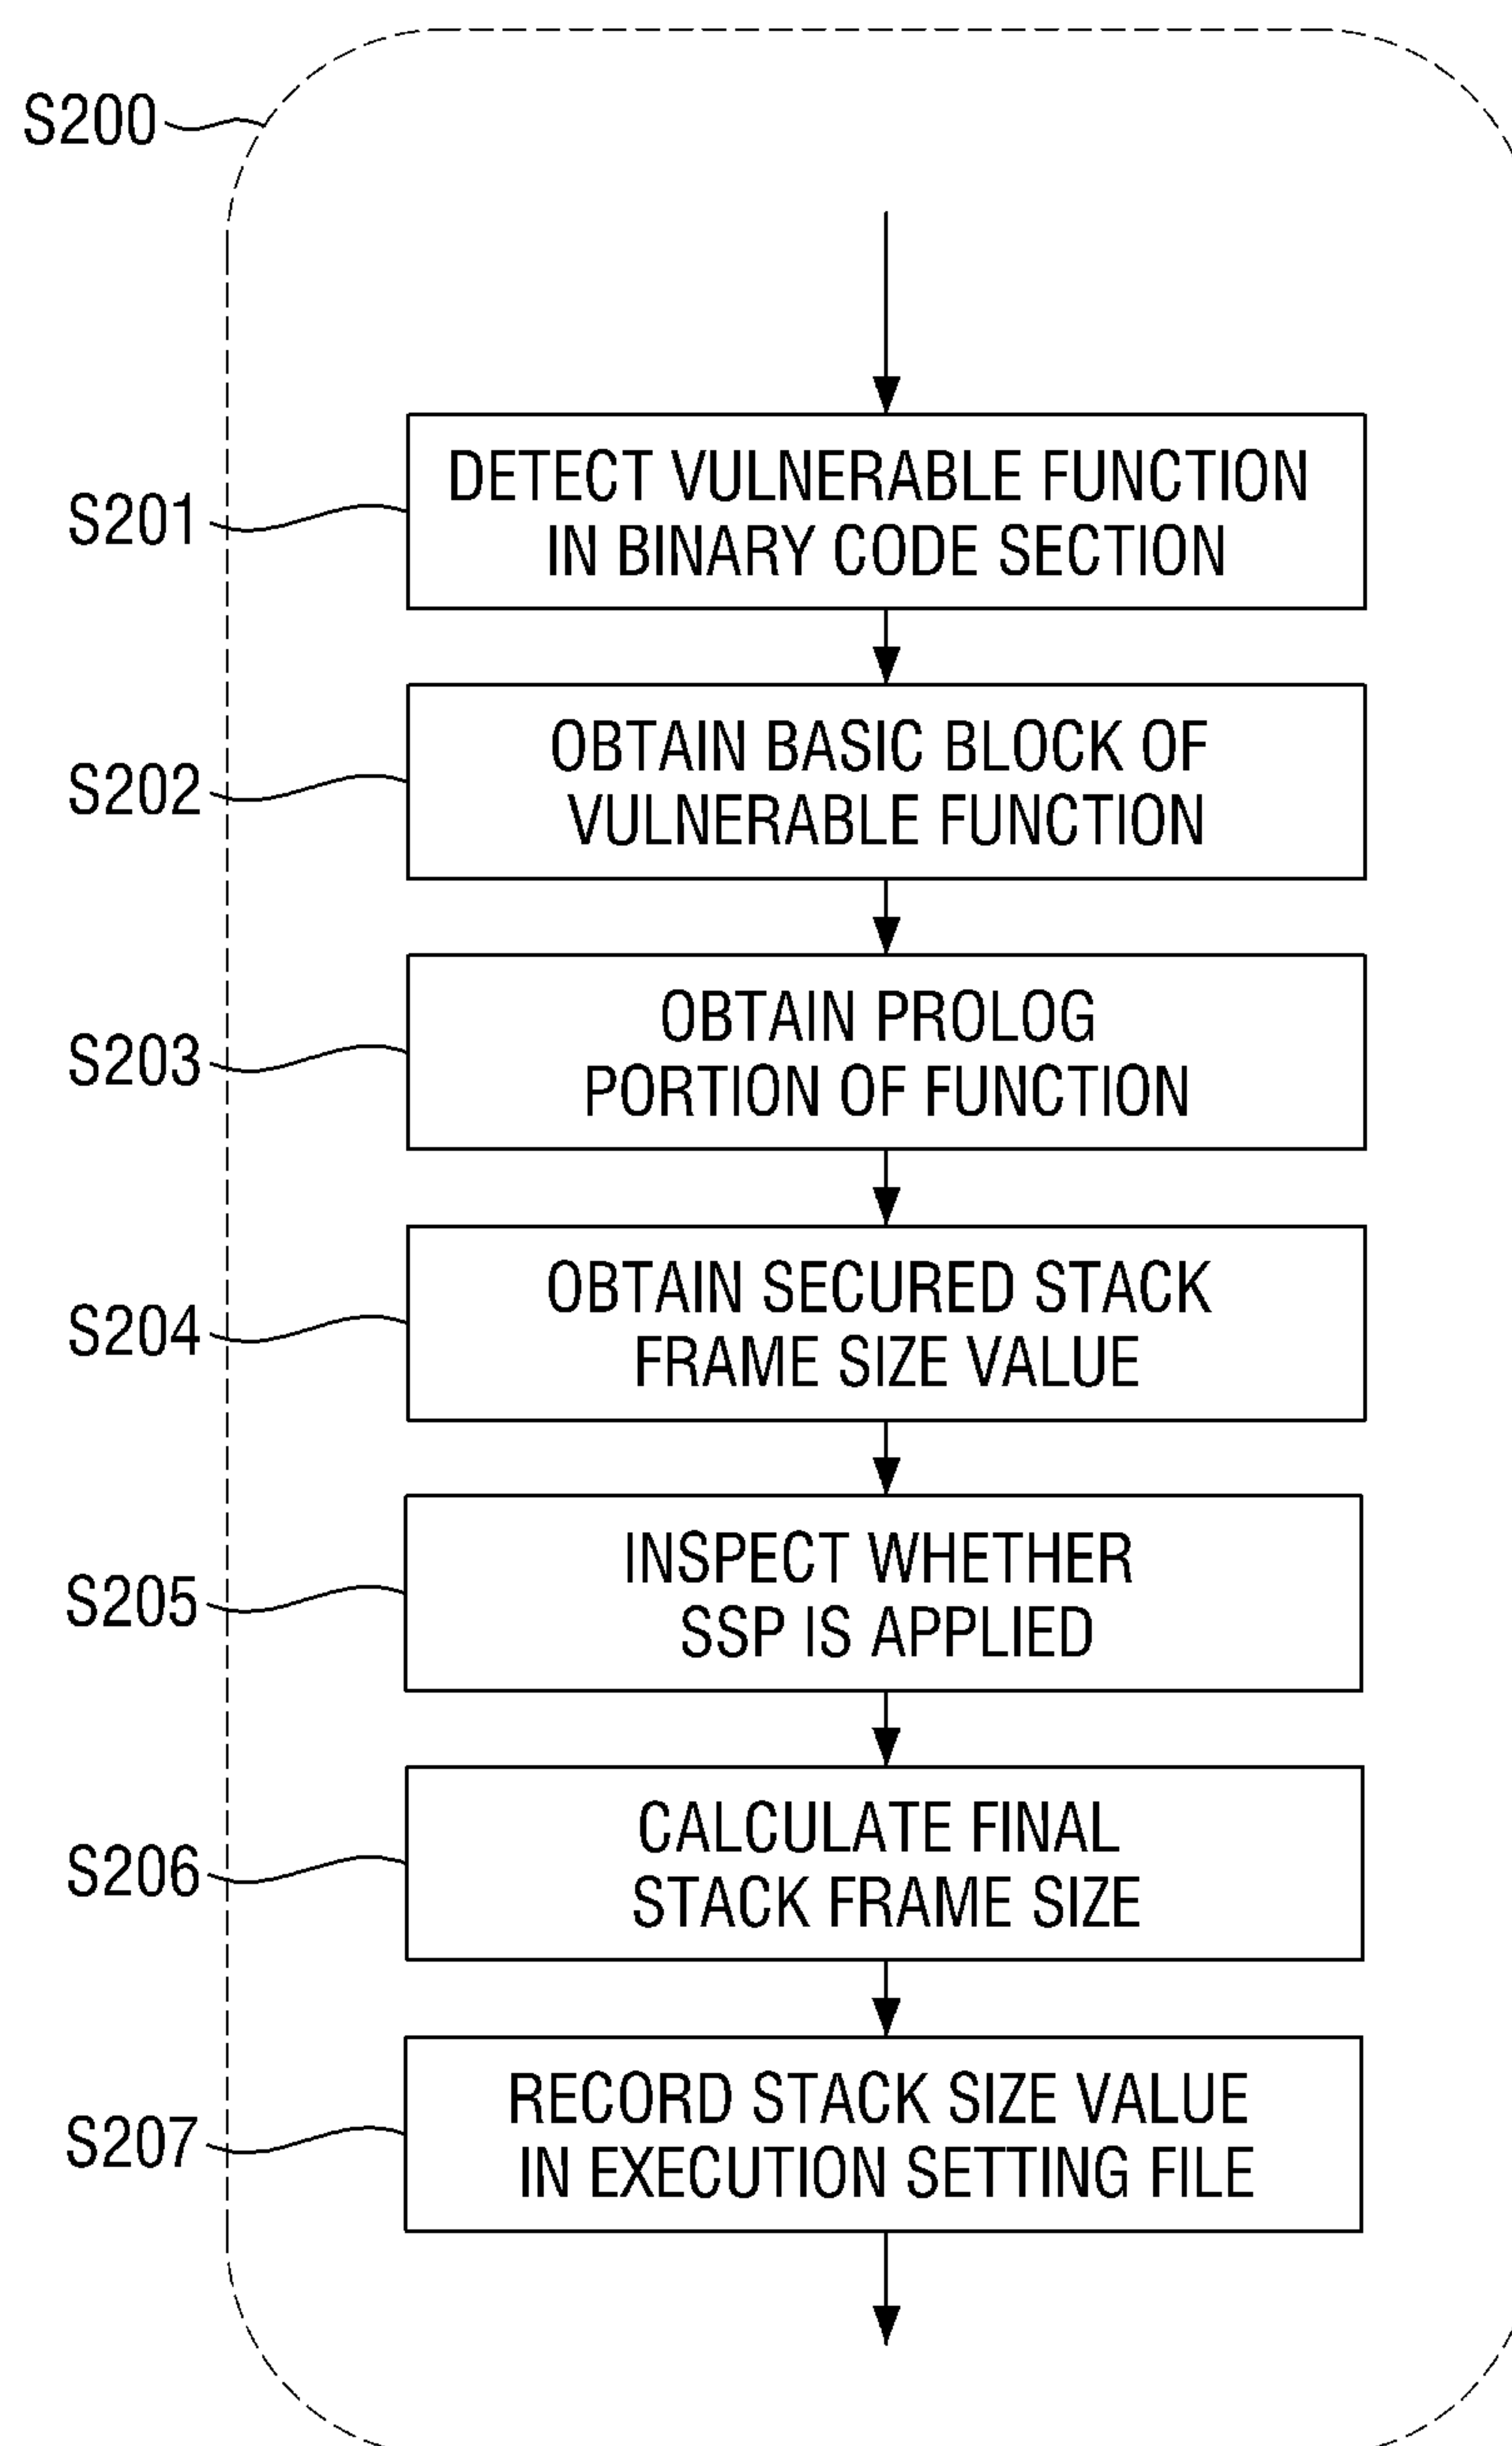 S200
S201
DETECT VULNERABLE FUNCTION
IN BINARY CODE SECTION
S202
OBTAIN BASIC BLOCK OF
VULNERABLE FUNCTION
S203
OBTAIN PROLOG
PORTION OF FUNCTION
S204
OBTAIN SECURED STACK
FRAME SIZE VALUE
S205
INSPECT WHETHER
SSP IS APPLIED
S206
CALCULATE FINAL
STACK FRAME SIZE
S207
RECORD STACK SIZE VALUE
IN EXECUTION SETTING FILE